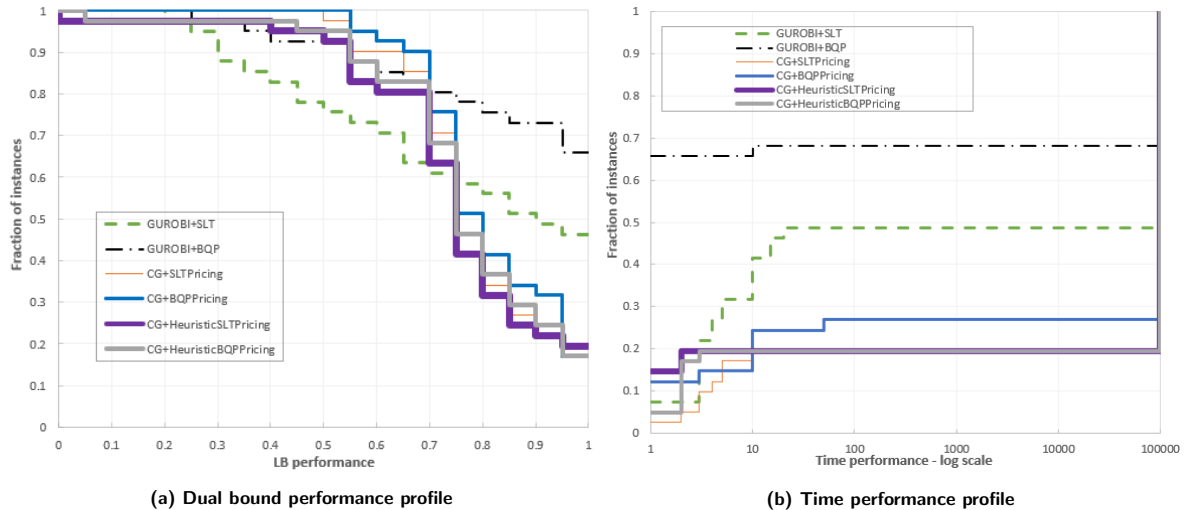 Fraction of instances
1
0.9
0.8
0.7
0.6
0.5
0.4
0.3
0.2
0.1
0
GUROBI+SLT
GUROBI+BQP
CG+SLTPricing
CG+BQPPricing
CG+HeuristicSLTPricing
CG+HeuristicBQPPricing
0 0.1 0.2 0.3 0.4 0.5 0.6 0.7 0.8 0.9 1
LB performance
(a) Dual bound performance profile
Fraction of instances
1
0.9
0.8
0.7
0.6
0.5
0.4
0.3
0.2
0.1
0
GUROBI+SLT
GUROBI+BQP
CG+SLTPricing
CG+BQPPricing
CG+HeuristicSLTPricing
CG+HeuristicBQPPricing
1 10 100 1000 10000 100000
Time performance - log scale
(b) Time performance profile